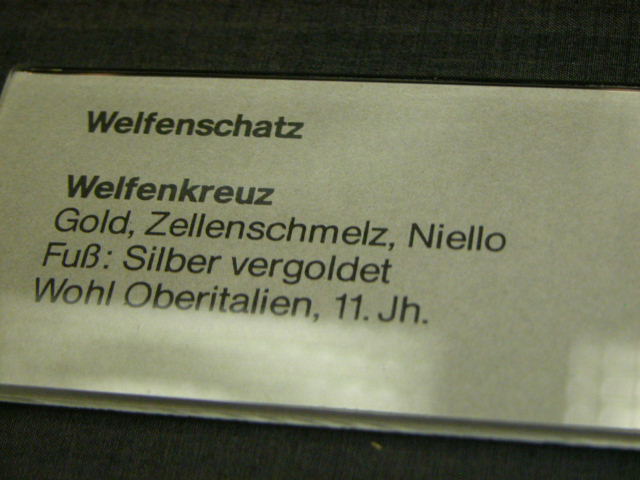 Welfenschatz
Welfenkreuz
Gold, Zellenschmelz, Niello
Fuß: Silber vergoldet
Wohl Oberitalien, 11. Jh.